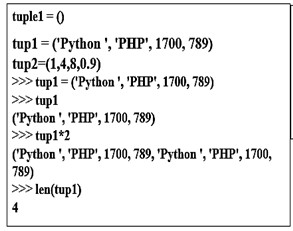 tuple1 = ()
tup1 = ('Python ', 'PHP', 1700, 789)
tup2=(1,4,8,0.9)
>>> tup1 = ('Python ', 'PHP', 1700, 789)
>>> tup1
('Python ', 'PHP', 1700, 789)
>>> tup1*2
('Python ', 'PHP', 1700, 789, 'Python ', 'PHP', 1700,
789)
>>> len(tup1)
4